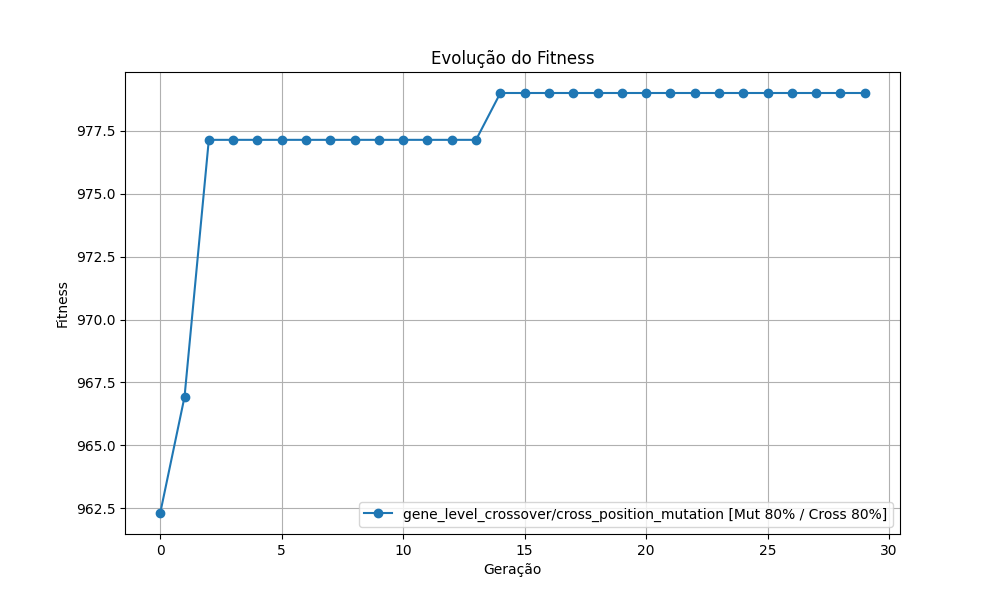 Evolução do Fitness
Fitness
977.5
975.0
972.5
970.0
967.5
965.0
962.5
gene_level_crossover/cross_position_mutation [Mut 80% / Cross 80%]
0 5 10 15 20 25 30
Geração